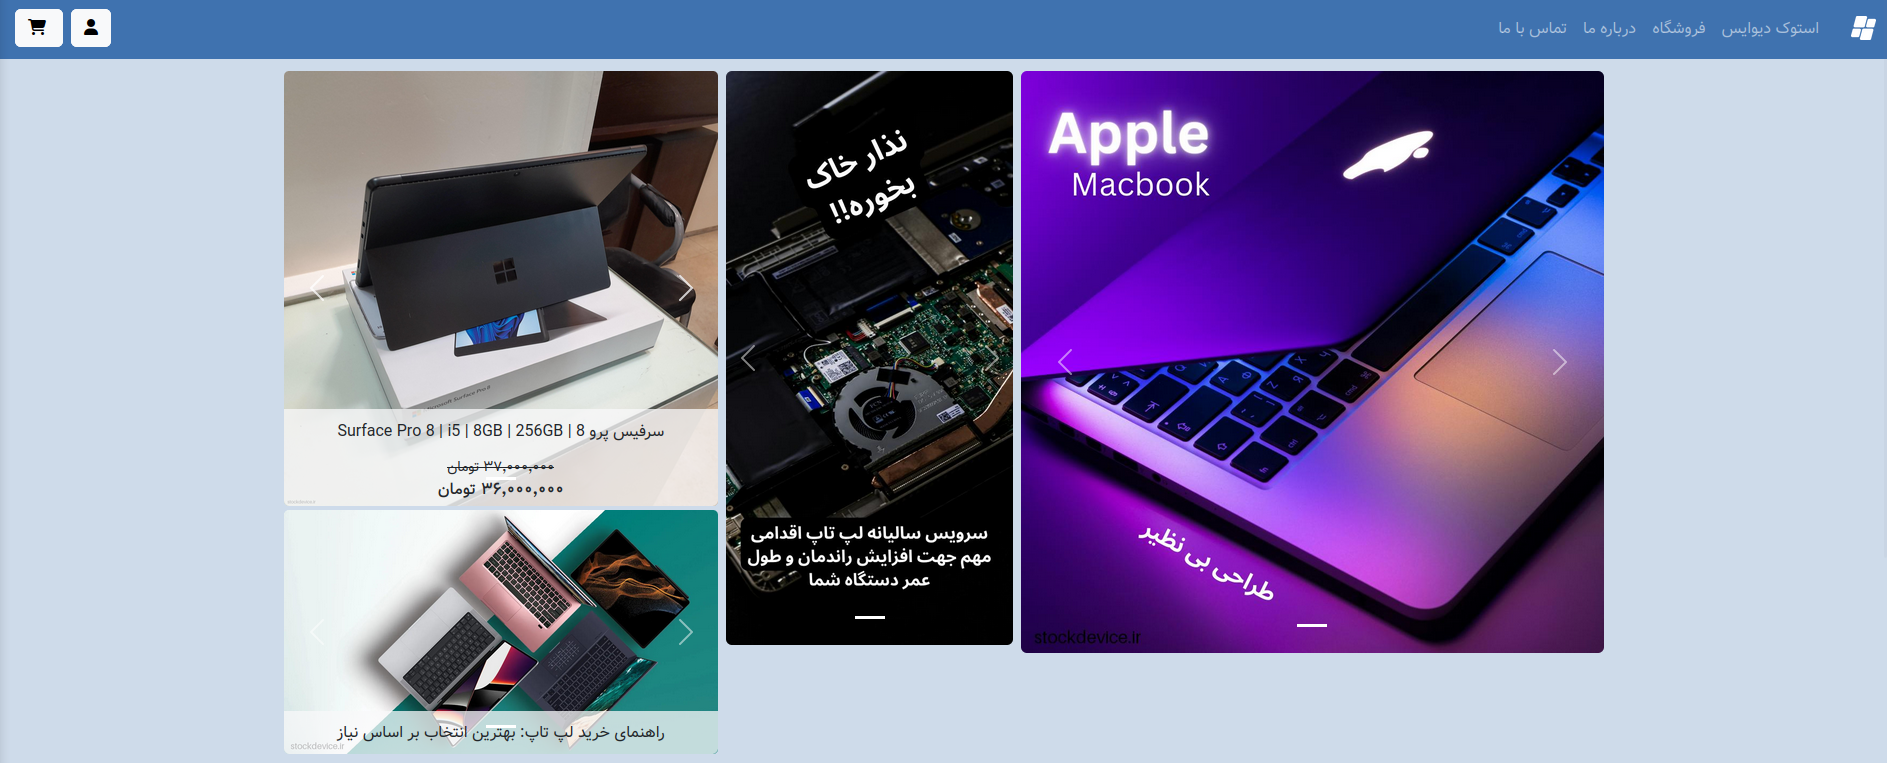 استوک دیوایس
فروشگاه
درباره ما
تماس با ما
Apple
Macbook
طراحی بی نظیر
stockdevice.ir
نذار خاک
بخوره!!
سرویس سالیانه لپ تاپ اقدامی
مهم جهت افزایش راندمان و طول
عمر دستگاه شما
سرفیس پرو 8 | Surface Pro 8 | i5 | 8GB | 256GB
۳۷,۰۰۰,۰۰۰ تومان
۳۶,۰۰۰,۰۰۰ تومان
راهنمای خرید لپ تاپ: بهترین انتخاب بر اساس نیاز
stockdevice.ir